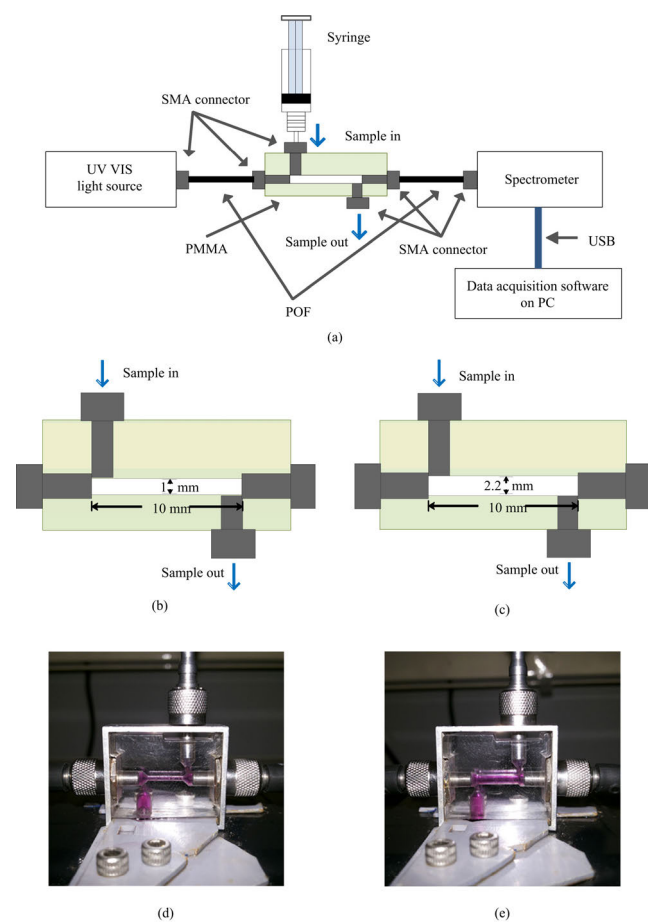 Syringe
SMA connector
Sample in
UV VIS
light source
Spectrometer
PMMA
Sample out
SMA connector
USB
POF
Data acquisition software
on PC
(a)
Sample in
1 mm
10 mm
Sample out
(b)
Sample in
2.2 mm
10 mm
Sample out
(c)
(d)
(e)